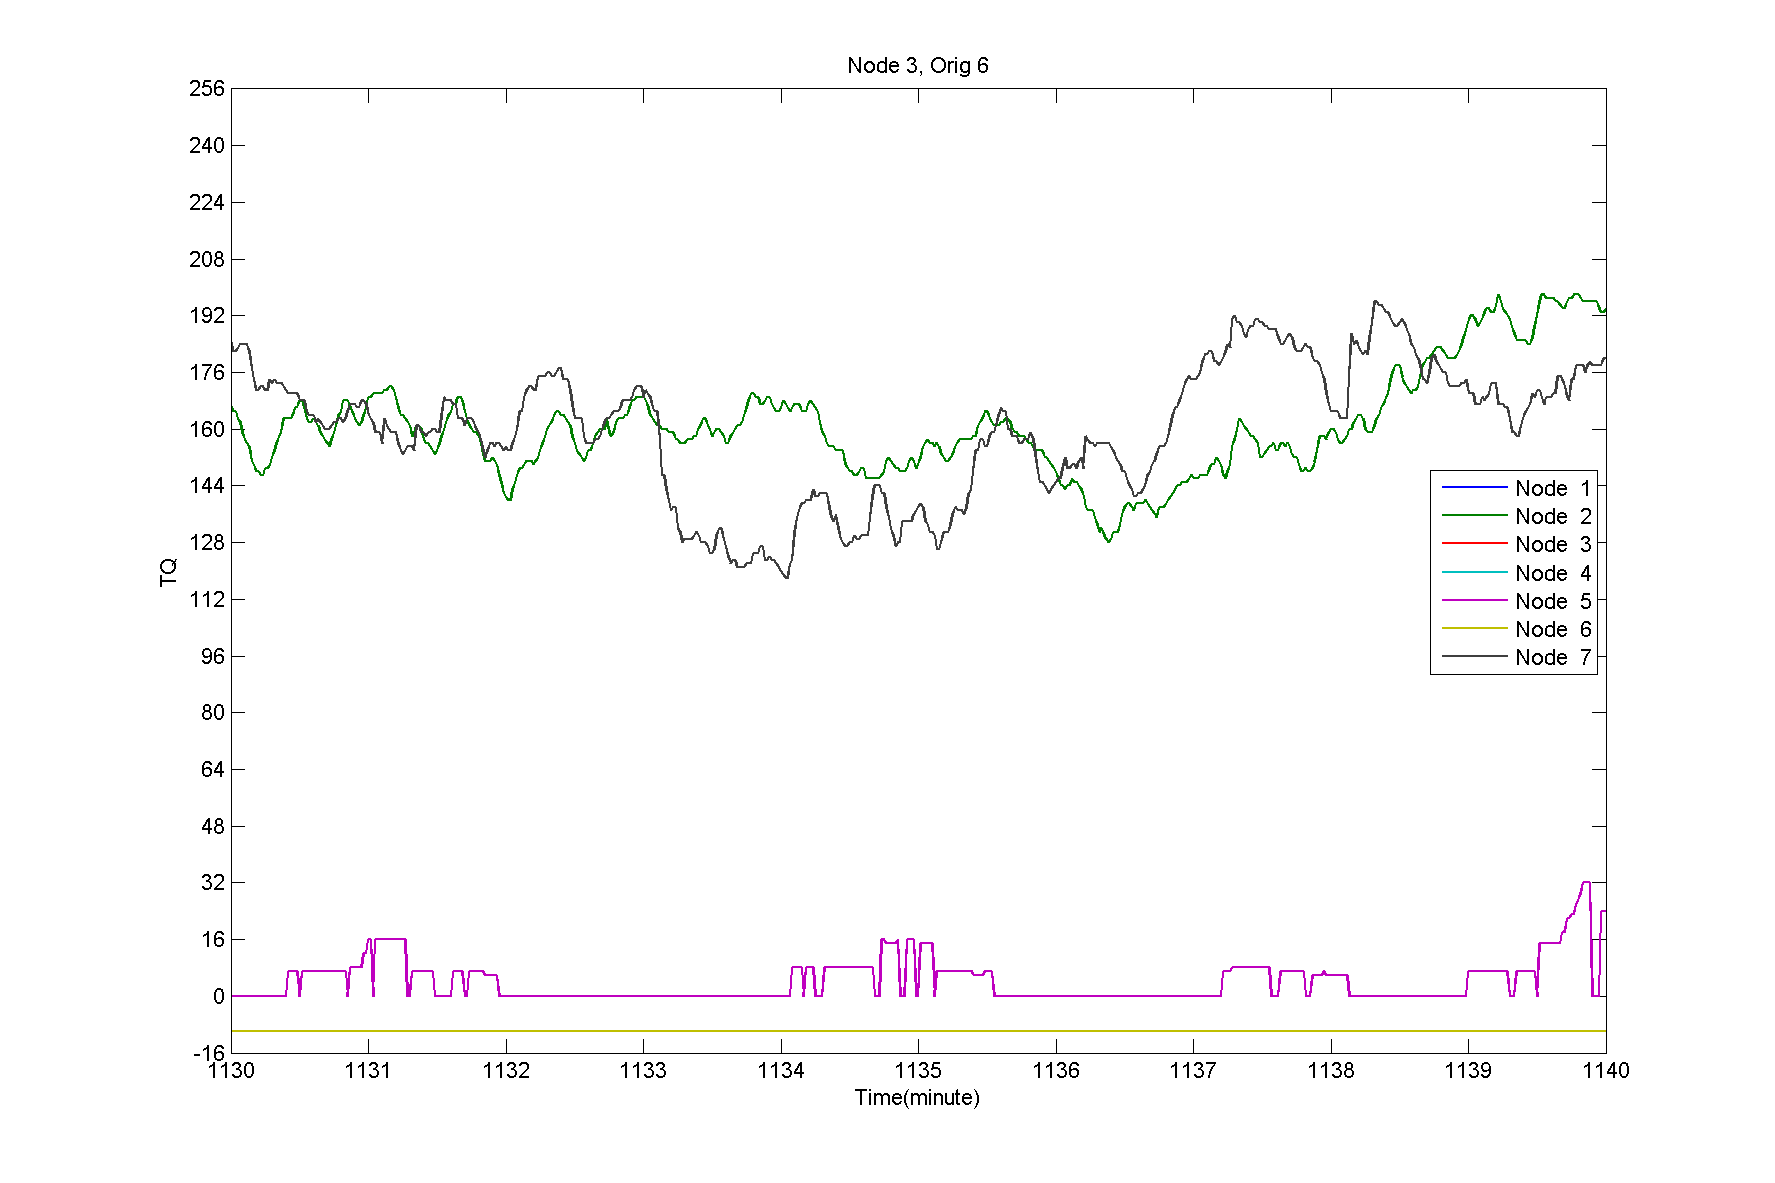 Node 3, Orig 6
256
240
224
208
192
176
160
144
128
112
96
80
64
48
32
16
0
-16
TQ
Node 1
Node 2
Node 3
Node 4
Node 5
Node 6
Node 7
1130 1131 1132 1133 1134 1135 1136 1137 1138 1139 1140
Time(minute)